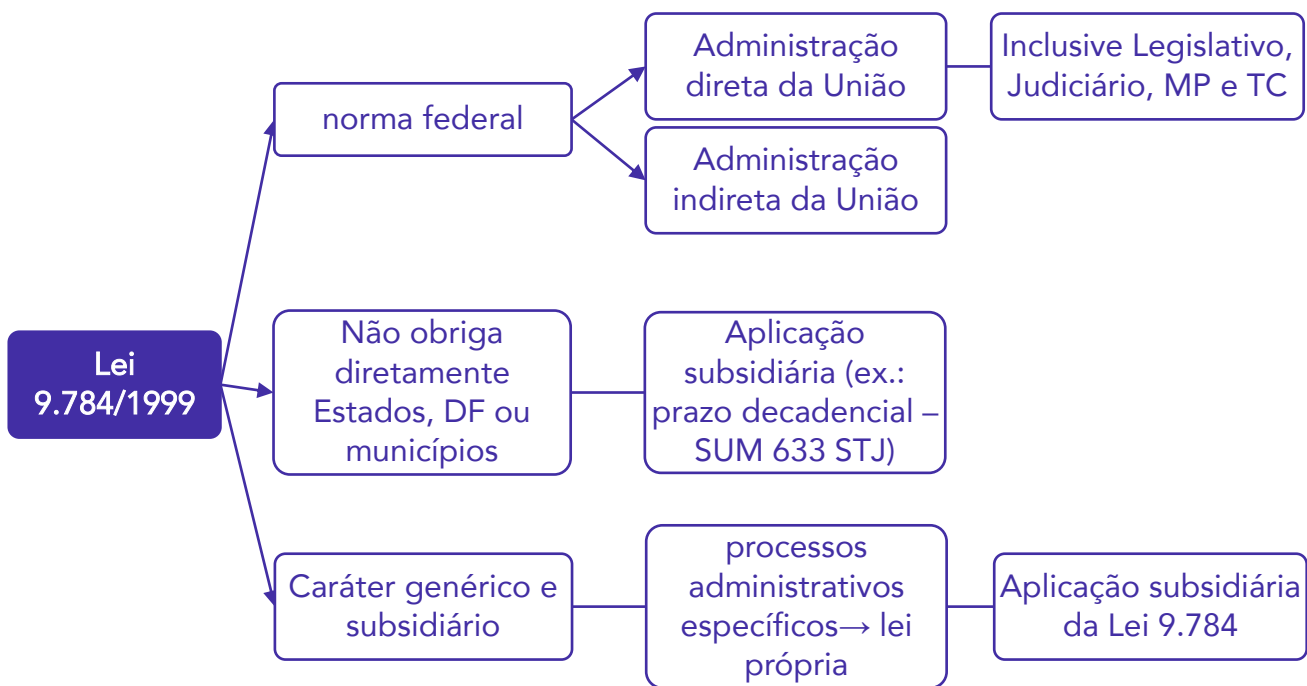 Lei
9.784/1999
norma federal
Administração
direta da União
Inclusive Legislativo,
Judiciário, MP e TC
Administração
indireta da União
Não obriga
diretamente
Estados, DF ou
municípios
Aplicação
subsidiária (ex.:
prazo decadencial –
SUM 633 STJ)
Caráter genérico e
subsidiário
processos
administrativos
específicos→ lei
própria
Aplicação subsidiária
da Lei 9.784